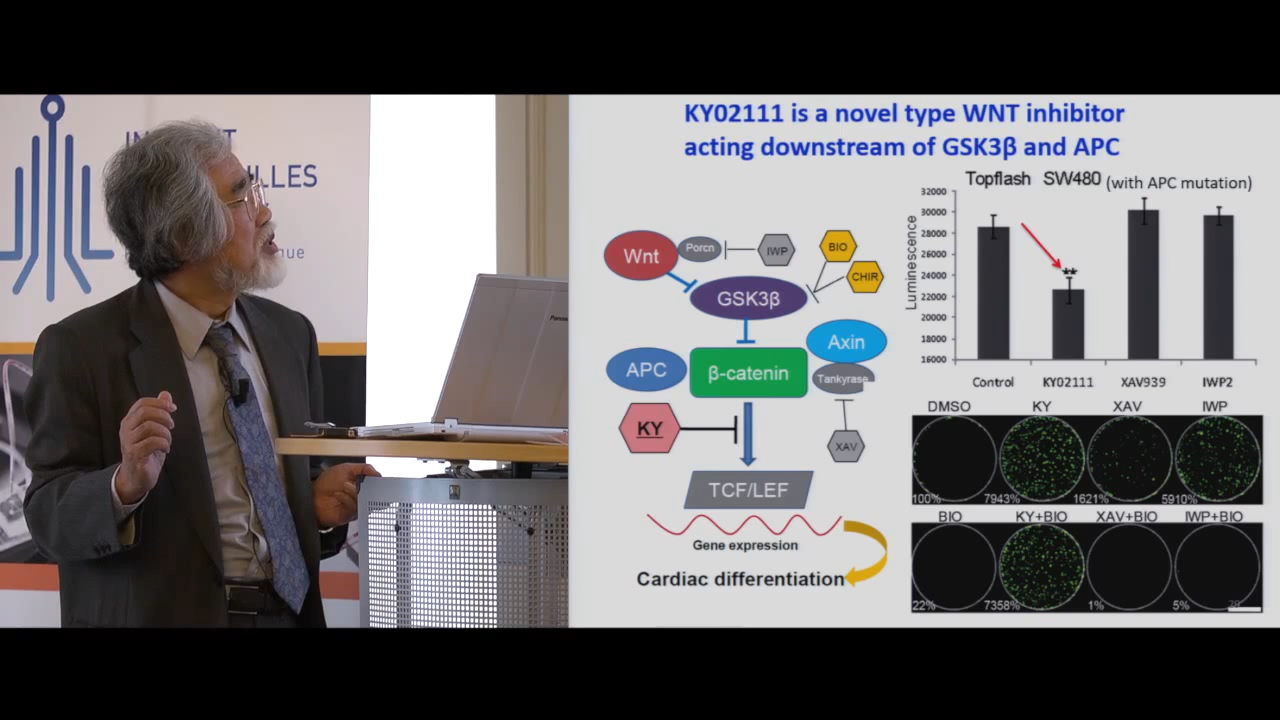 LLES
ue
KY02111 is a novel type WNT inhibitor
acting downstream of GSK3β and APC
Wnt
Porcn
IWP
BIO
CHIR
GSK3β
APC
β-catenin
Axin
Tankyrase
KY
XAV
TCF/LEF
Gene expression
Cardiac differentiation
Topflash SW480 (with APC mutation)
Luminescence
32000
30000
28000
26000
24000
22000
20000
18000
16000
**
Control KY02111 XAV939 IWP2
DMSO KY XAV IWP
100% 7943% 1621% 5910%
BIO KY+BIO XAV+BIO IWP+BIO
22% 7358% 1% 5%